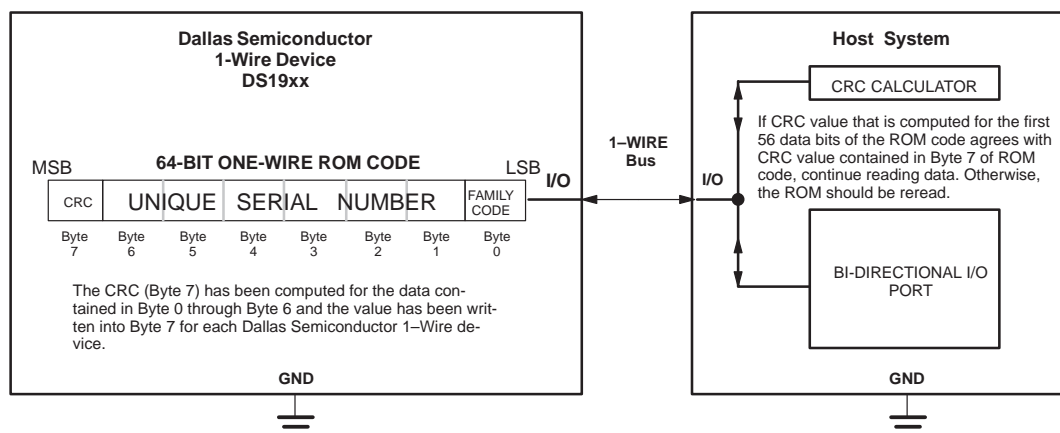 Dallas Semiconductor
1-Wire Device
DS19xx
64-BIT ONE-WIRE ROM CODE
MSB
LSB
I/O
CRC
UNIQUE SERIAL NUMBER
FAMILY
CODE
Byte
7
Byte
6
Byte
5
Byte
4
Byte
3
Byte
2
Byte
1
Byte
0
The CRC (Byte 7) has been computed for the data con-
tained in Byte 0 through Byte 6 and the value has been writ-
ten into Byte 7 for each Dallas Semiconductor 1–Wire de-
vice.
GND
1–WIRE
Bus
Host System
CRC CALCULATOR
If CRC value that is computed for the first
56 data bits of the ROM code agrees with
CRC value contained in Byte 7 of ROM
code, continue reading data. Otherwise,
the ROM should be reread.
I/O
BI-DIRECTIONAL I/O
PORT
GND